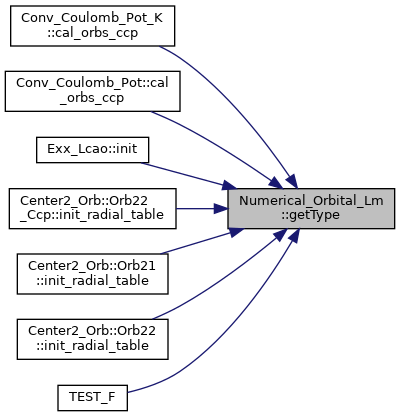 Conv_Coulomb_Pot_K
::cal_orbs_ccp
Conv_Coulomb_Pot::cal
_orbs_ccp
Exx_Lcao::init
Center2_Orb::Orb22
_Ccp::init_radial_table
Numerical_Orbital_Lm
::getType
Center2_Orb::Orb21
::init_radial_table
Center2_Orb::Orb22
::init_radial_table
TEST_F